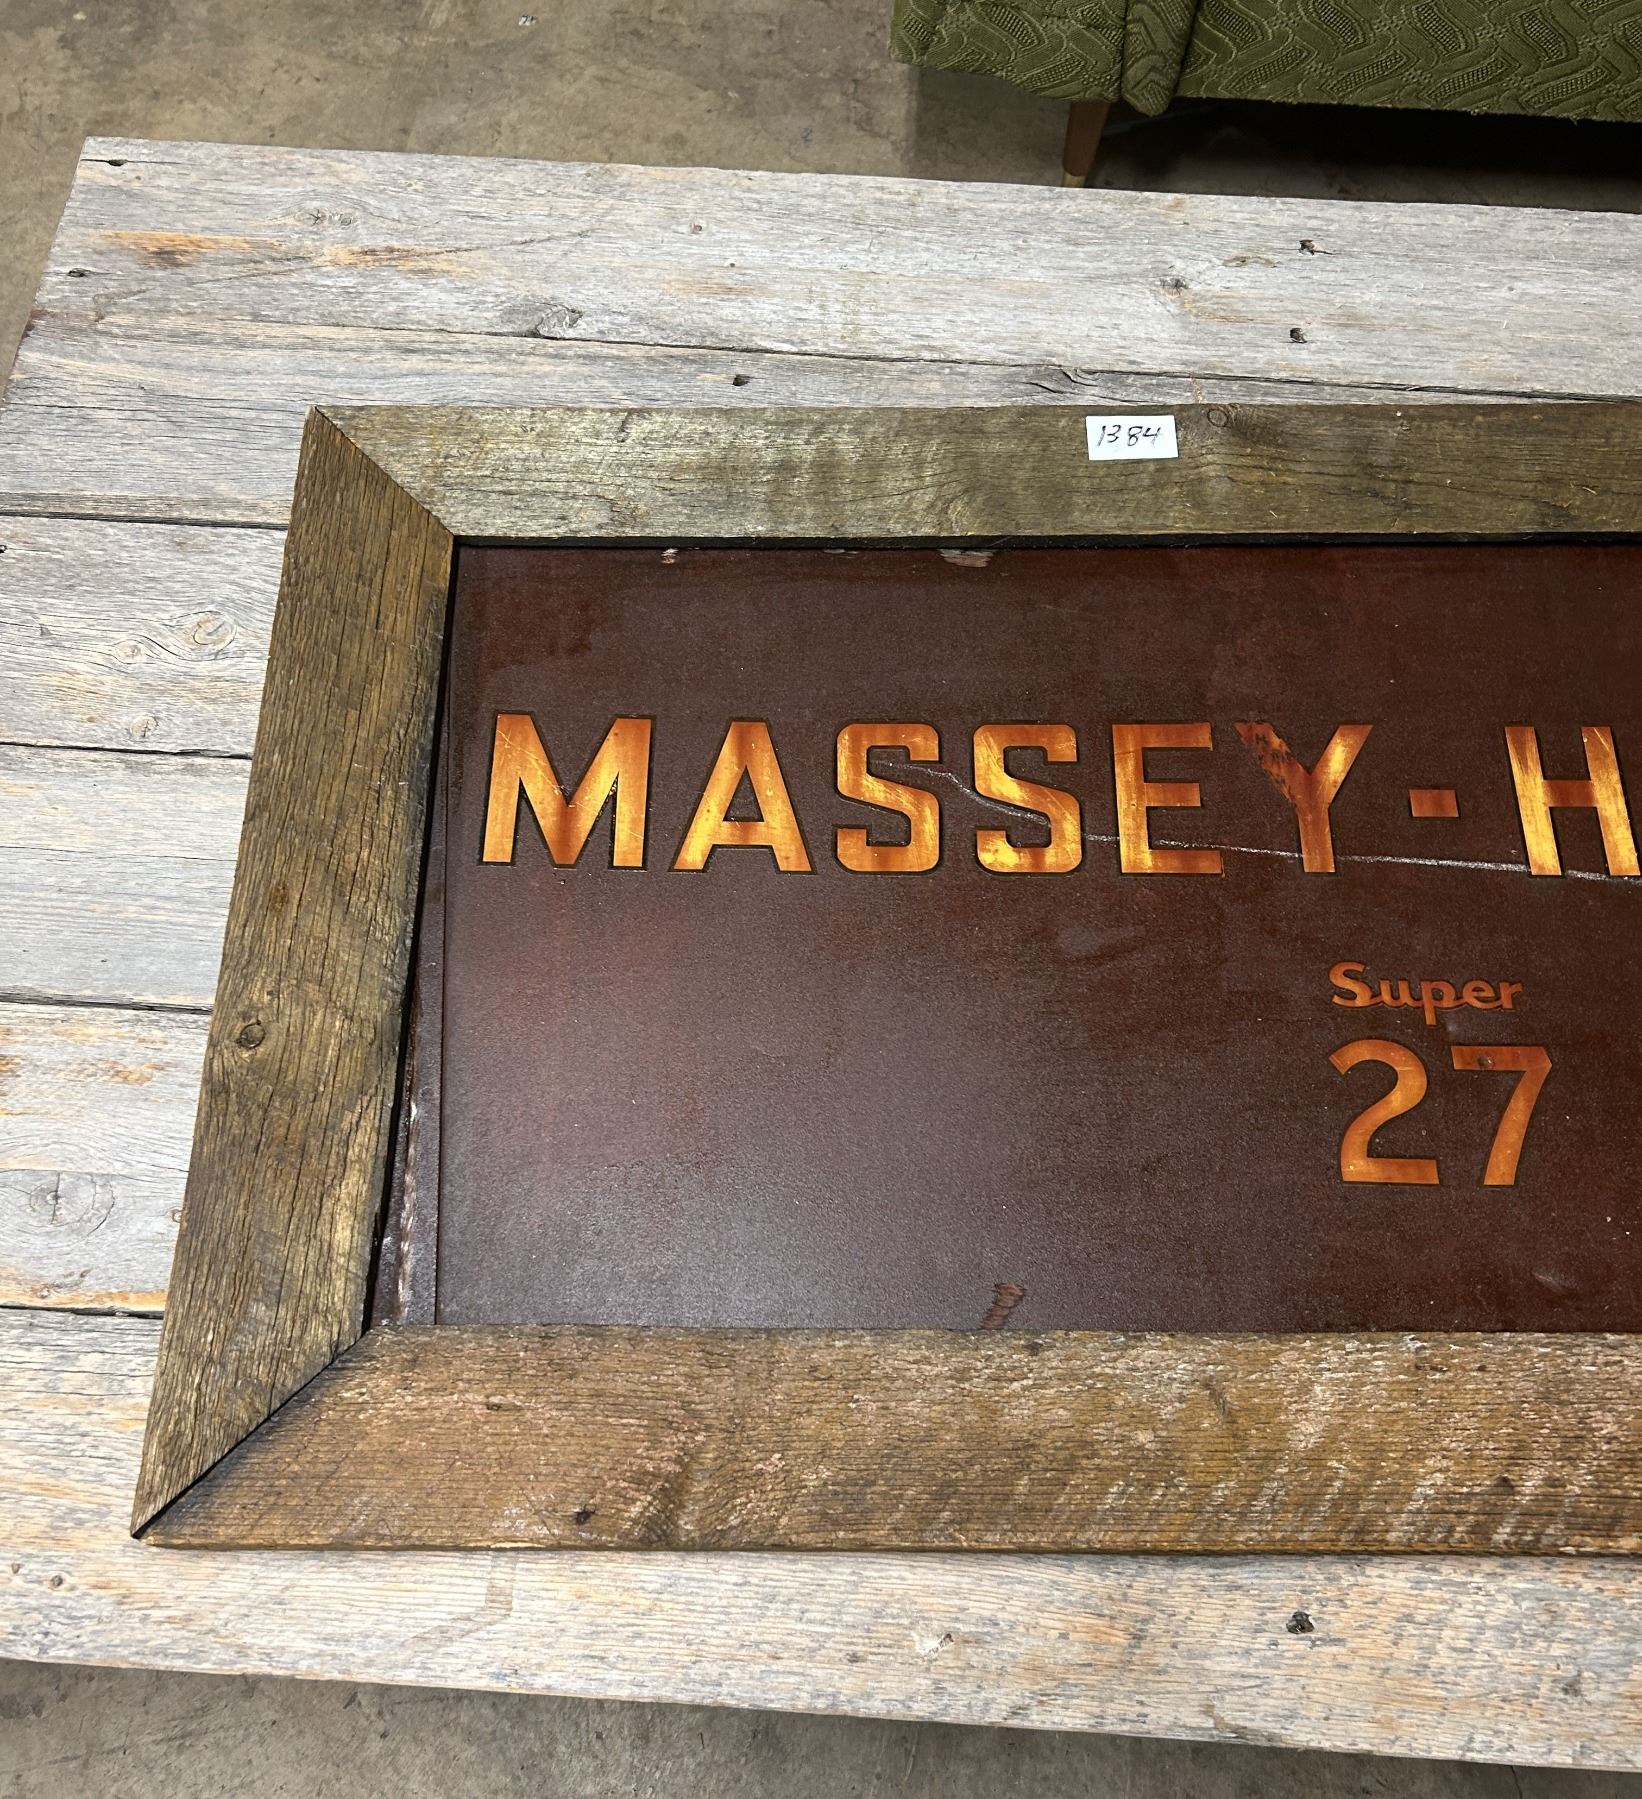 1384
MASSEY-H
Super
27